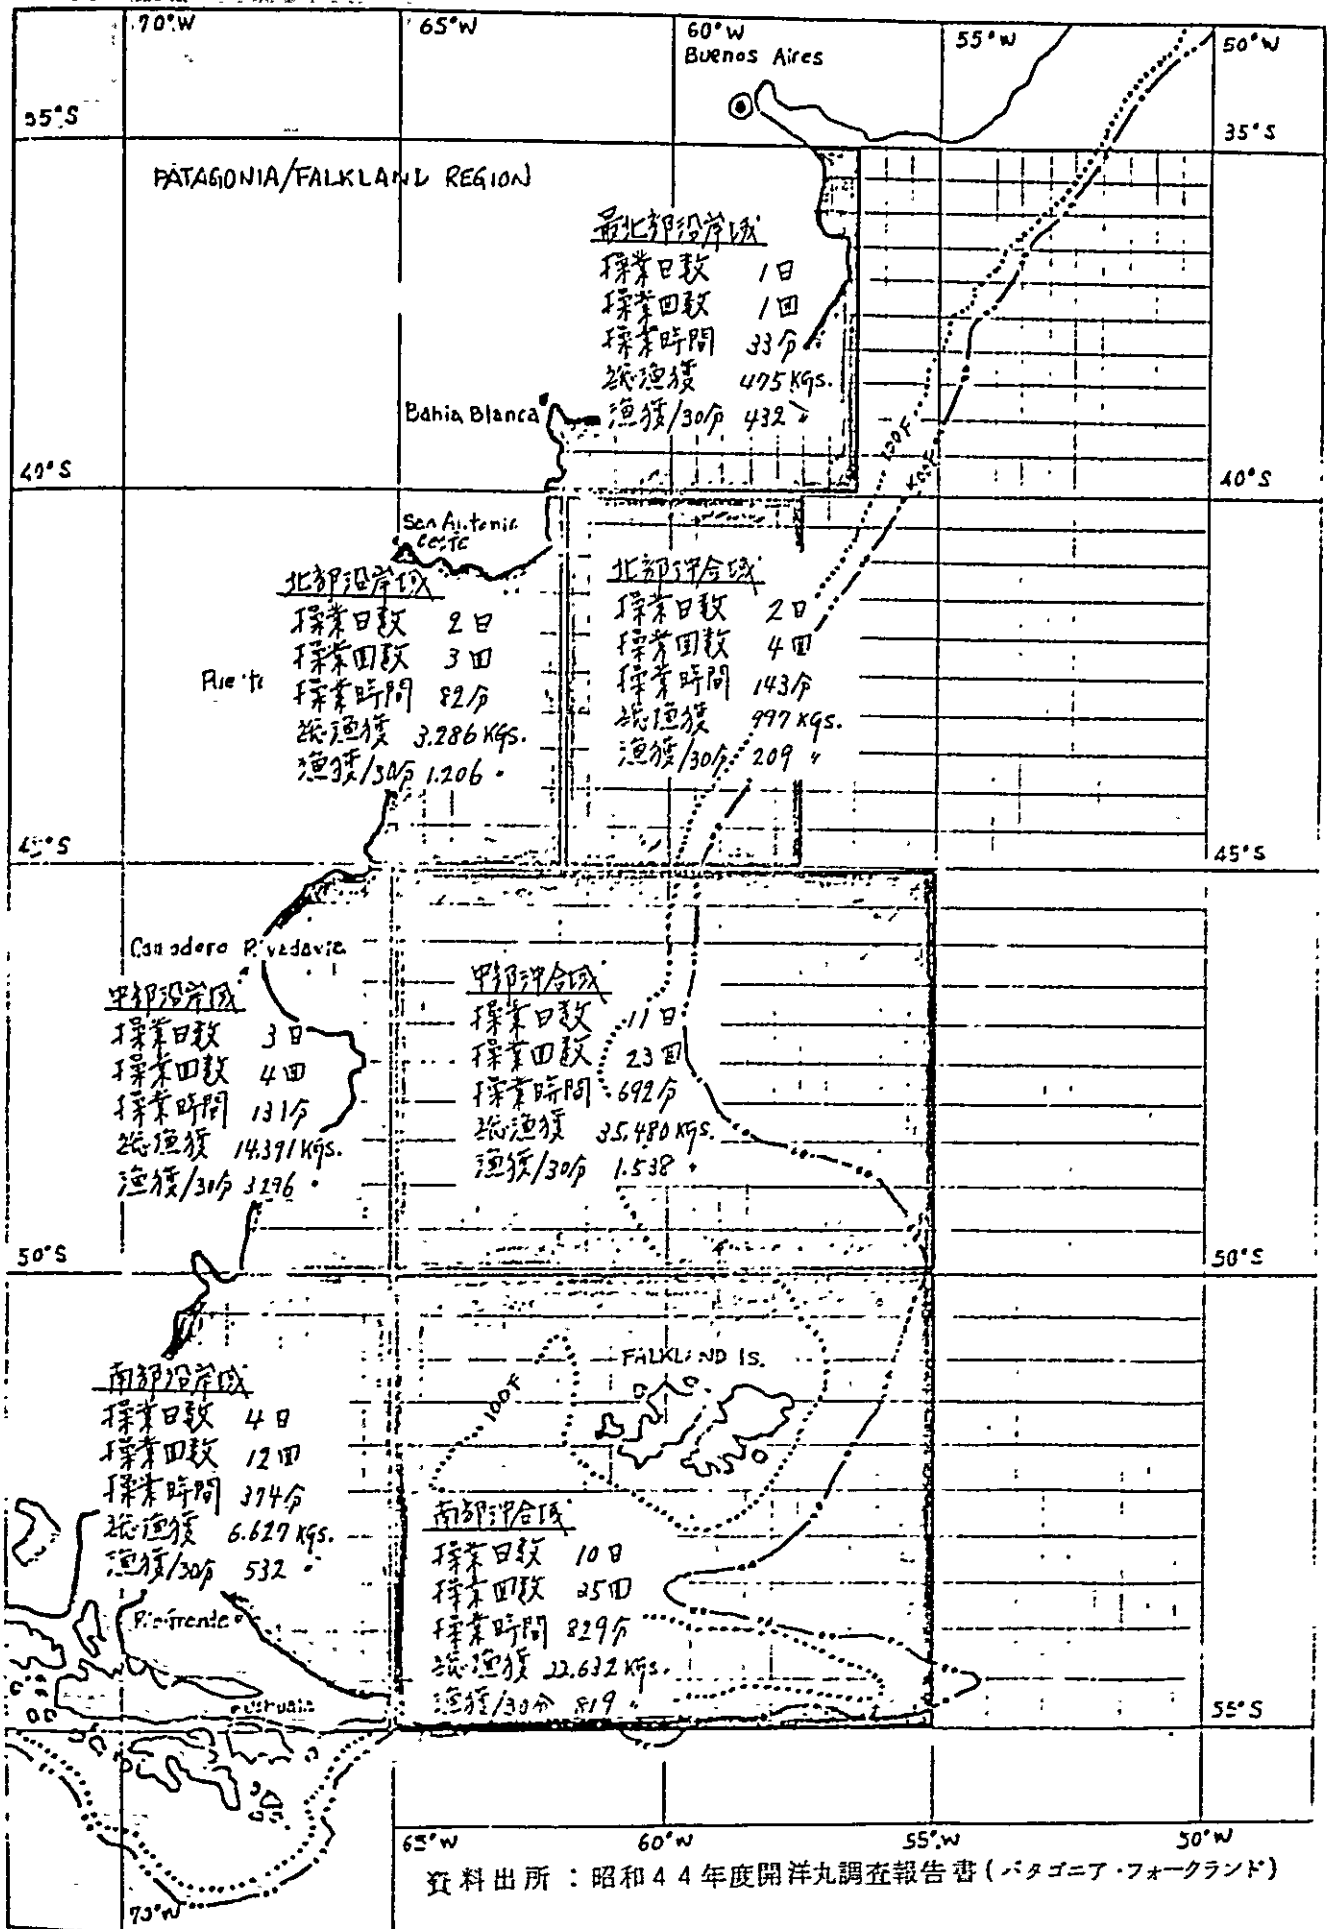 70°W
65°W
60°W
55°W
50°W
Buenos Aires
35°S
35°S
PATAGONIA/FALKLAND REGION
最北部沿岸域
操業日数 1日
操業回数 1回
操業時間 33分
総漁獲 475 KGS.
漁獲/30分 432 〃
Bahia Blanca
100F
40°S
40°S
San Antonio
oeste
北部沿岸域
操業日数 2日
操業回数 3回
操業時間 82分
総漁獲 3.286 KGS.
漁獲/30分 1.206 〃
北部沖合域
操業日数 2日
操業回数 4回
操業時間 143分
総漁獲 997 KGS.
漁獲/30分 209 〃
45°S
45°S
中部沿岸域
操業日数 3日
操業回数 4回
操業時間 131分
総漁獲 14.391 KGS.
漁獲/30分 3296 〃
中部沖合域
操業日数 11日
操業回数 23回
操業時間 692分
総漁獲 35.480 KGS.
漁獲/30分 1.538 〃
50°S
50°S
FALKLAND IS.
100F
南部沿岸域
操業日数 4日
操業回数 12回
操業時間 374分
総漁獲 6.627 KGS.
漁獲/30分 532 〃
南部沖合域
操業日数 10日
操業回数 25回
操業時間 829分
総漁獲 22.632 KGS.
漁獲/30分 819 〃
55°S
65°W
60°W
55°W
50°W
70°W
資料出所：昭和44年度開洋丸調査報告書(パタゴニア・フォークランド)